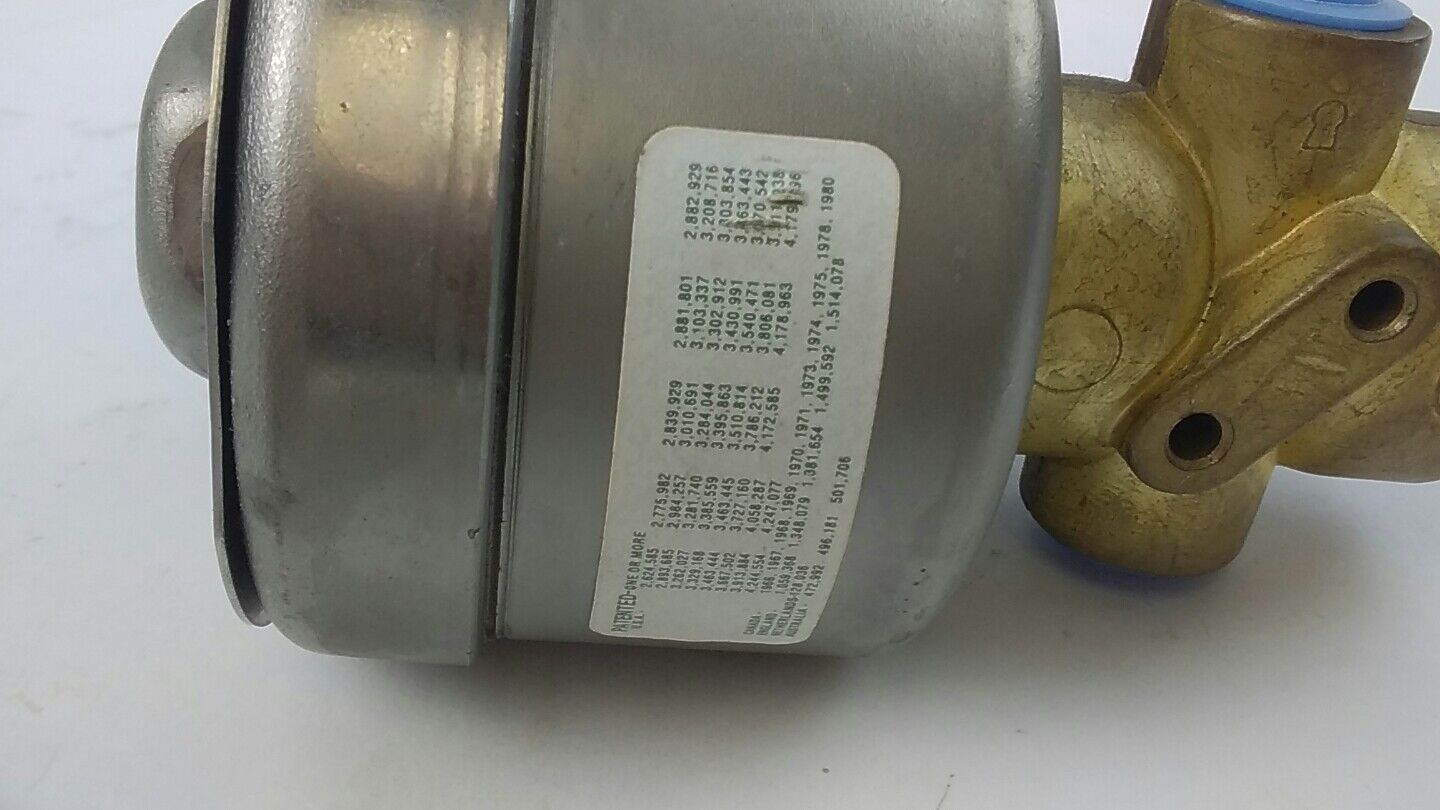 PATENTED-ONE OR MORE
U.S.A.- 2,624,585 2,775,982 2,839,929 2,881,801 2,882,929
2,893,685 2,984,257 3,010,691 3,103,337 3,208,716
3,262,027 3,281,740 3,284,044 3,302,912 3,303,854
3,329,168 3,385,559 3,395,863 3,430,991 3,463,443
3,463,444 3,463,445 3,510,814 3,540,471
3,667,502 3,727,160 3,786,212 3,806,081
3,913,884 4,058,287 4,172,585 4,178,963
4,244,554 4,247,077
CANADA- 1966, 1967, 1968, 1969, 1970, 1971, 1973, 1974, 1975, 1978, 1980
ENGLAND- 1,059,368 1,348,079 1,381,654 1,499,592 1,514,078
NETHERLANDS-128,036
AUSTRALIA- 472,992 496,181 501,706